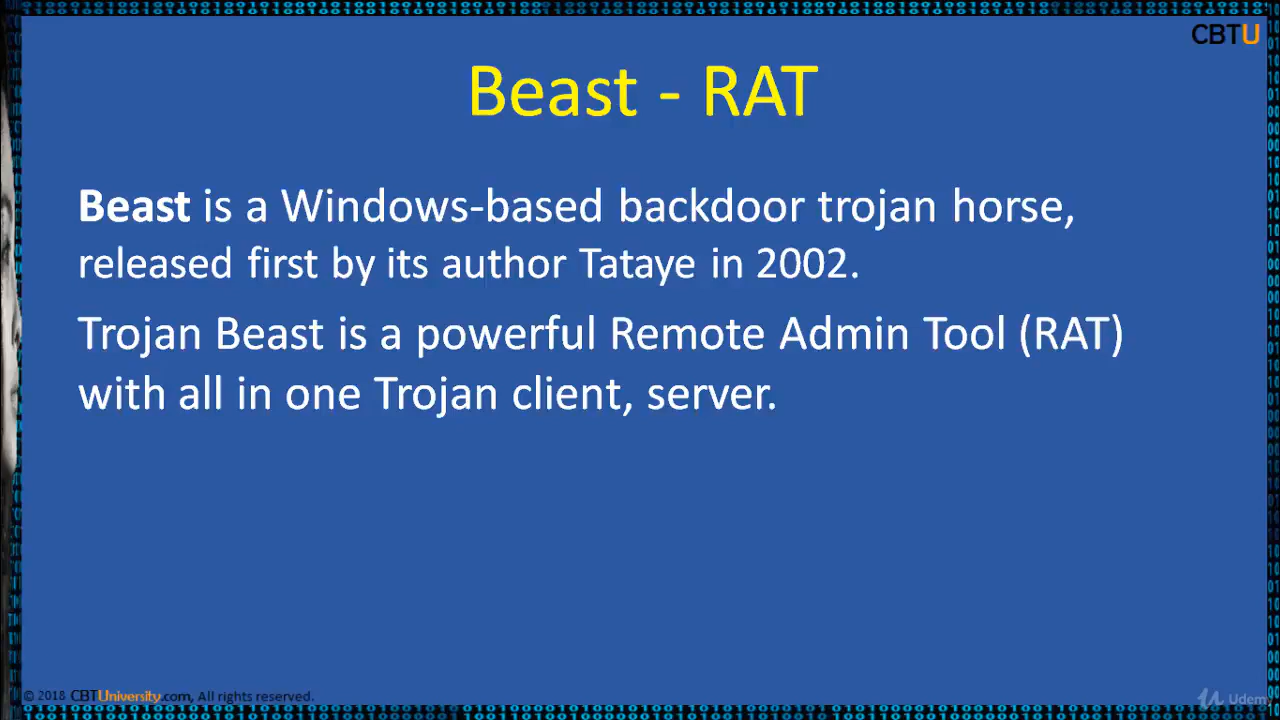 CBTU
Beast - RAT
Beast is a Windows-based backdoor trojan horse,
released first by its author Tataye in 2002.
Trojan Beast is a powerful Remote Admin Tool (RAT)
with all in one Trojan client, server.
© 2018 CBTUniversity.com, All rights reserved.
Udemy